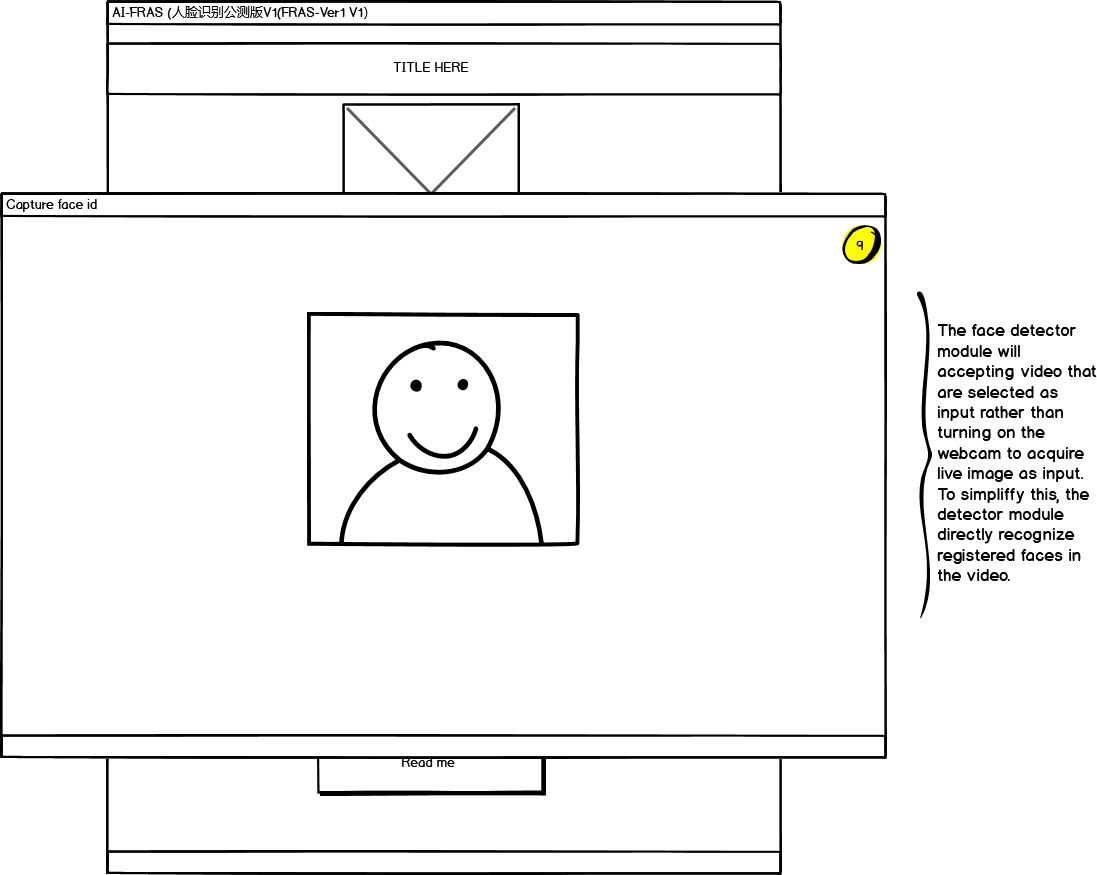 AI-FRAS (人脸识别公测版V1(FRAS-Ver1 V1)
TITLE HERE
Capture face id
9
The face detector
module will
accepting video that
are selected as
input rather than
turning on the
webcam to acquire
live image as input.
To simpliffy this, the
detector module
directly recognize
registered faces in
the video.
Read me